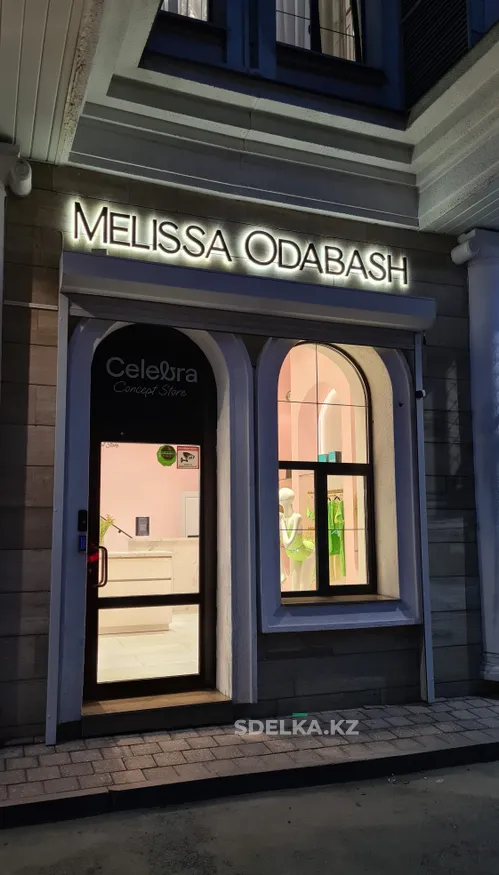 MELISSA ODABASH
Celebra
Concept Store
SDELKA.KZ